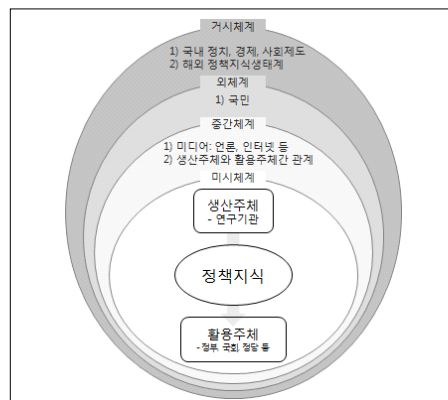 거시체계
1) 국내 정치, 경제, 사회제도
2) 해외 정책지식생태계
외체계
1) 국민
중간체계
1) 미디어: 언론, 인터넷 등
2) 생산주체와 활용주체간 관계
미시체계
생산주체
- 연구기관
정책지식
활용주체
- 정부, 국회, 정당 등